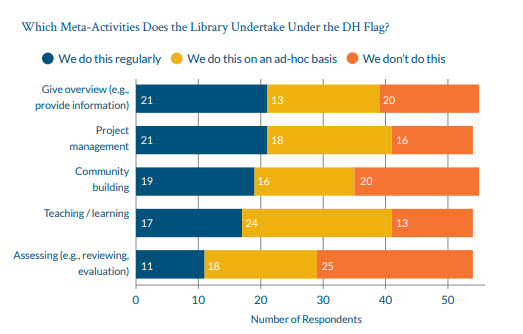 Which Meta-Activities Does the Library Undertake Under the DH Flag?
We do this regularly We do this on an ad-hoc basis We don't do this
Give overview (e.g.,
provide information)
21 13 20
Project
management
21 18 16
Community
building
19 16 20
Teaching / learning
17 24 13
Assessing (e.g., reviewing,
evaluation)
11 18 25
0 10 20 30 40 50
Number of Respondents